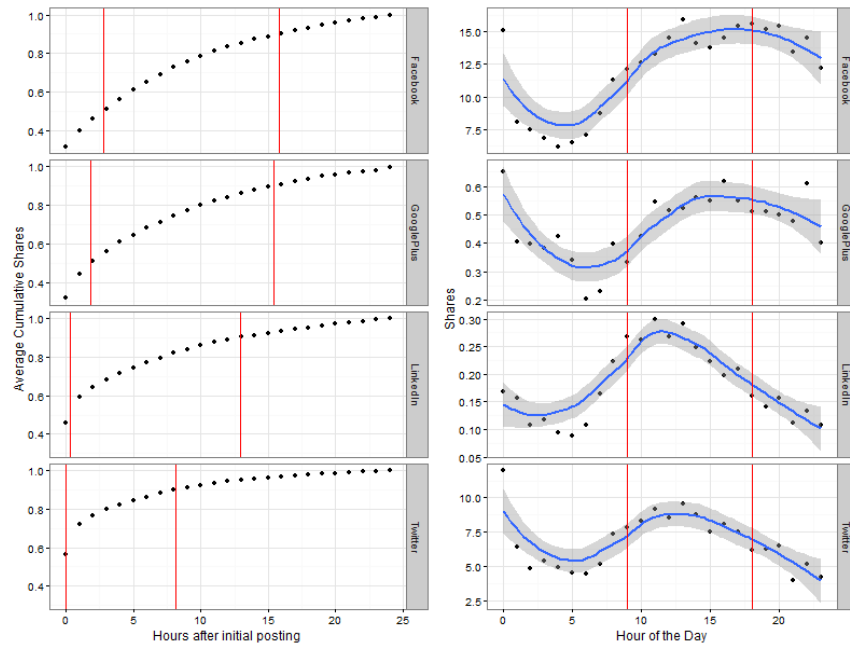 1.0
0.8
0.6
0.4
Facebook
1.0
0.8
0.6
0.4
GooglePlus
1.0
0.8
0.6
0.4
LinkedIn
1.0
0.8
0.6
0.4
Twitter
Average Cumulative Shares
0 5 10 15 20 25
Hours after initial posting
15.0
12.5
10.0
7.5
Facebook
0.6
0.5
0.4
0.3
0.2
GooglePlus
0.30
0.25
0.20
0.15
0.10
0.05
LinkedIn
10.0
7.5
5.0
2.5
Twitter
Shares
0 5 10 15 20
Hour of the Day